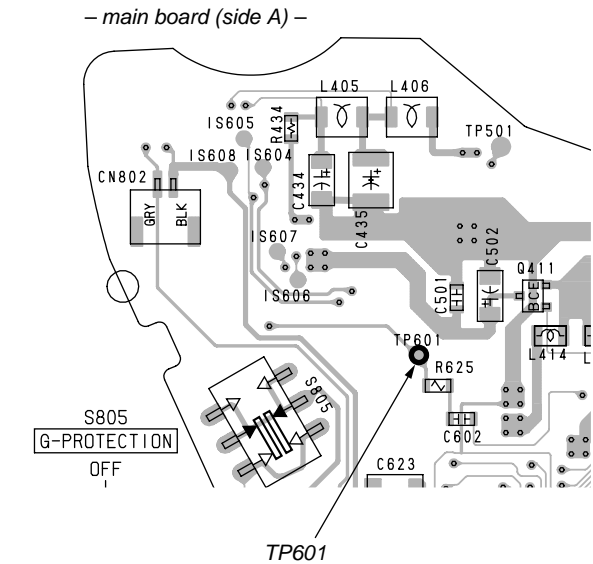 – main board (side A) –
L405 L406
IS605 R434 TP501
IS608 IS604
CN802 C434
GRY BLK C435
IS607 C502
Q411
IS606 C501 BCE
TP601 L414 L
R625
S805 S805
G-PROTECTION C602
OFF C623
TP601